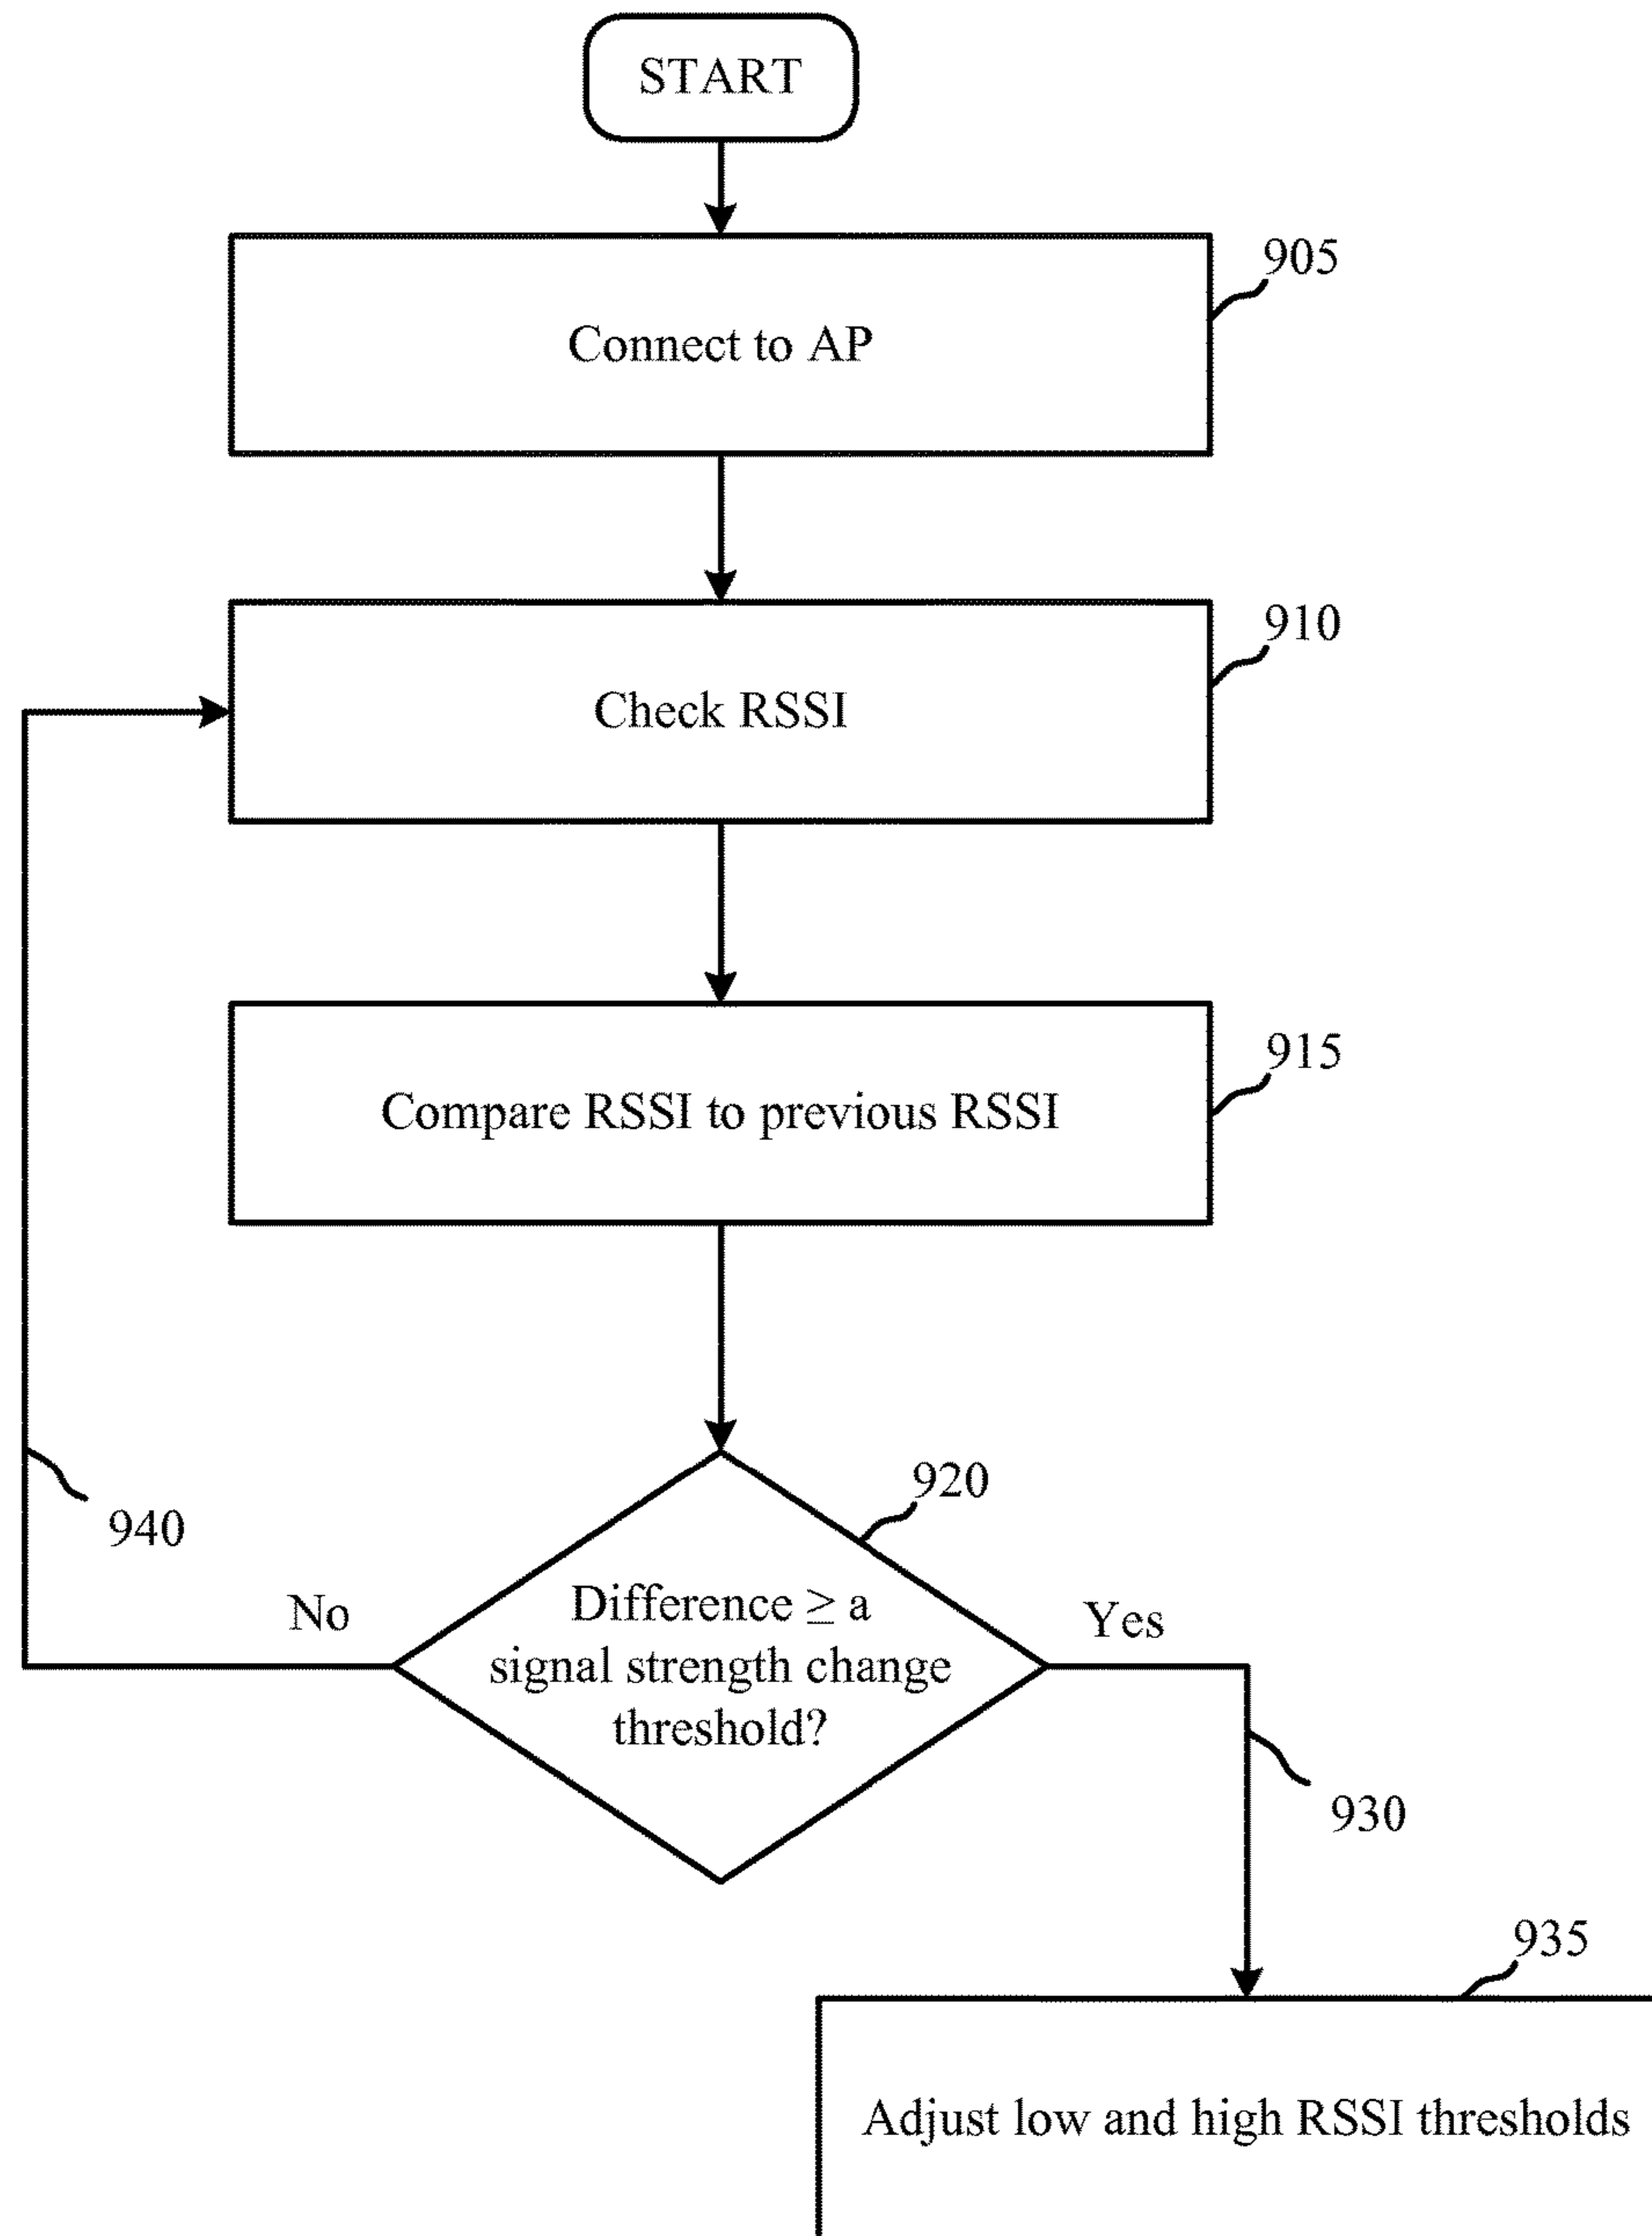 START
905
Connect to AP
910
Check RSSI
915
Compare RSSI to previous RSSI
920
940
No
Difference ≥ a
signal strength change
threshold?
Yes
930
935
Adjust low and high RSSI thresholds